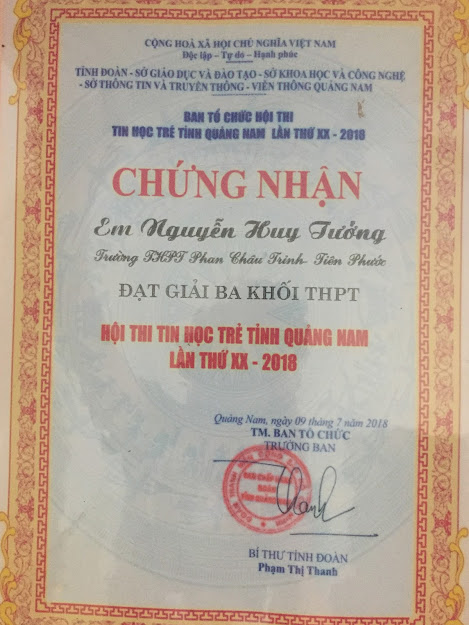 CỘNG HOÀ XÃ HỘI CHỦ NGHĨA VIỆT NAM
Độc lập - Tự do - Hạnh phúc
TỈNH ĐOÀN - SỞ GIÁO DỤC VÀ ĐÀO TẠO - SỞ KHOA HỌC VÀ CÔNG NGHỆ
- SỞ THÔNG TIN VÀ TRUYỀN THÔNG - VIỄN THÔNG QUẢNG NAM
BAN TỔ CHỨC HỘI THI
TIN HỌC TRẺ TỈNH QUẢNG NAM LẦN THỨ XX - 2018
CHỨNG NHẬN
Em Nguyễn Huy Tưởng
Trường THPT Phan Châu Trinh- Tiên Phước
ĐẠT GIẢI BA KHỐI THPT
HỘI THI TIN HỌC TRẺ TỈNH QUẢNG NAM
LẦN THỨ XX - 2018
Quảng Nam, ngày 09 tháng 7 năm 2018
TM. BAN TỔ CHỨC
TRƯỞNG BAN
BÍ THƯ TỈNH ĐOÀN
Phạm Thị Thanh